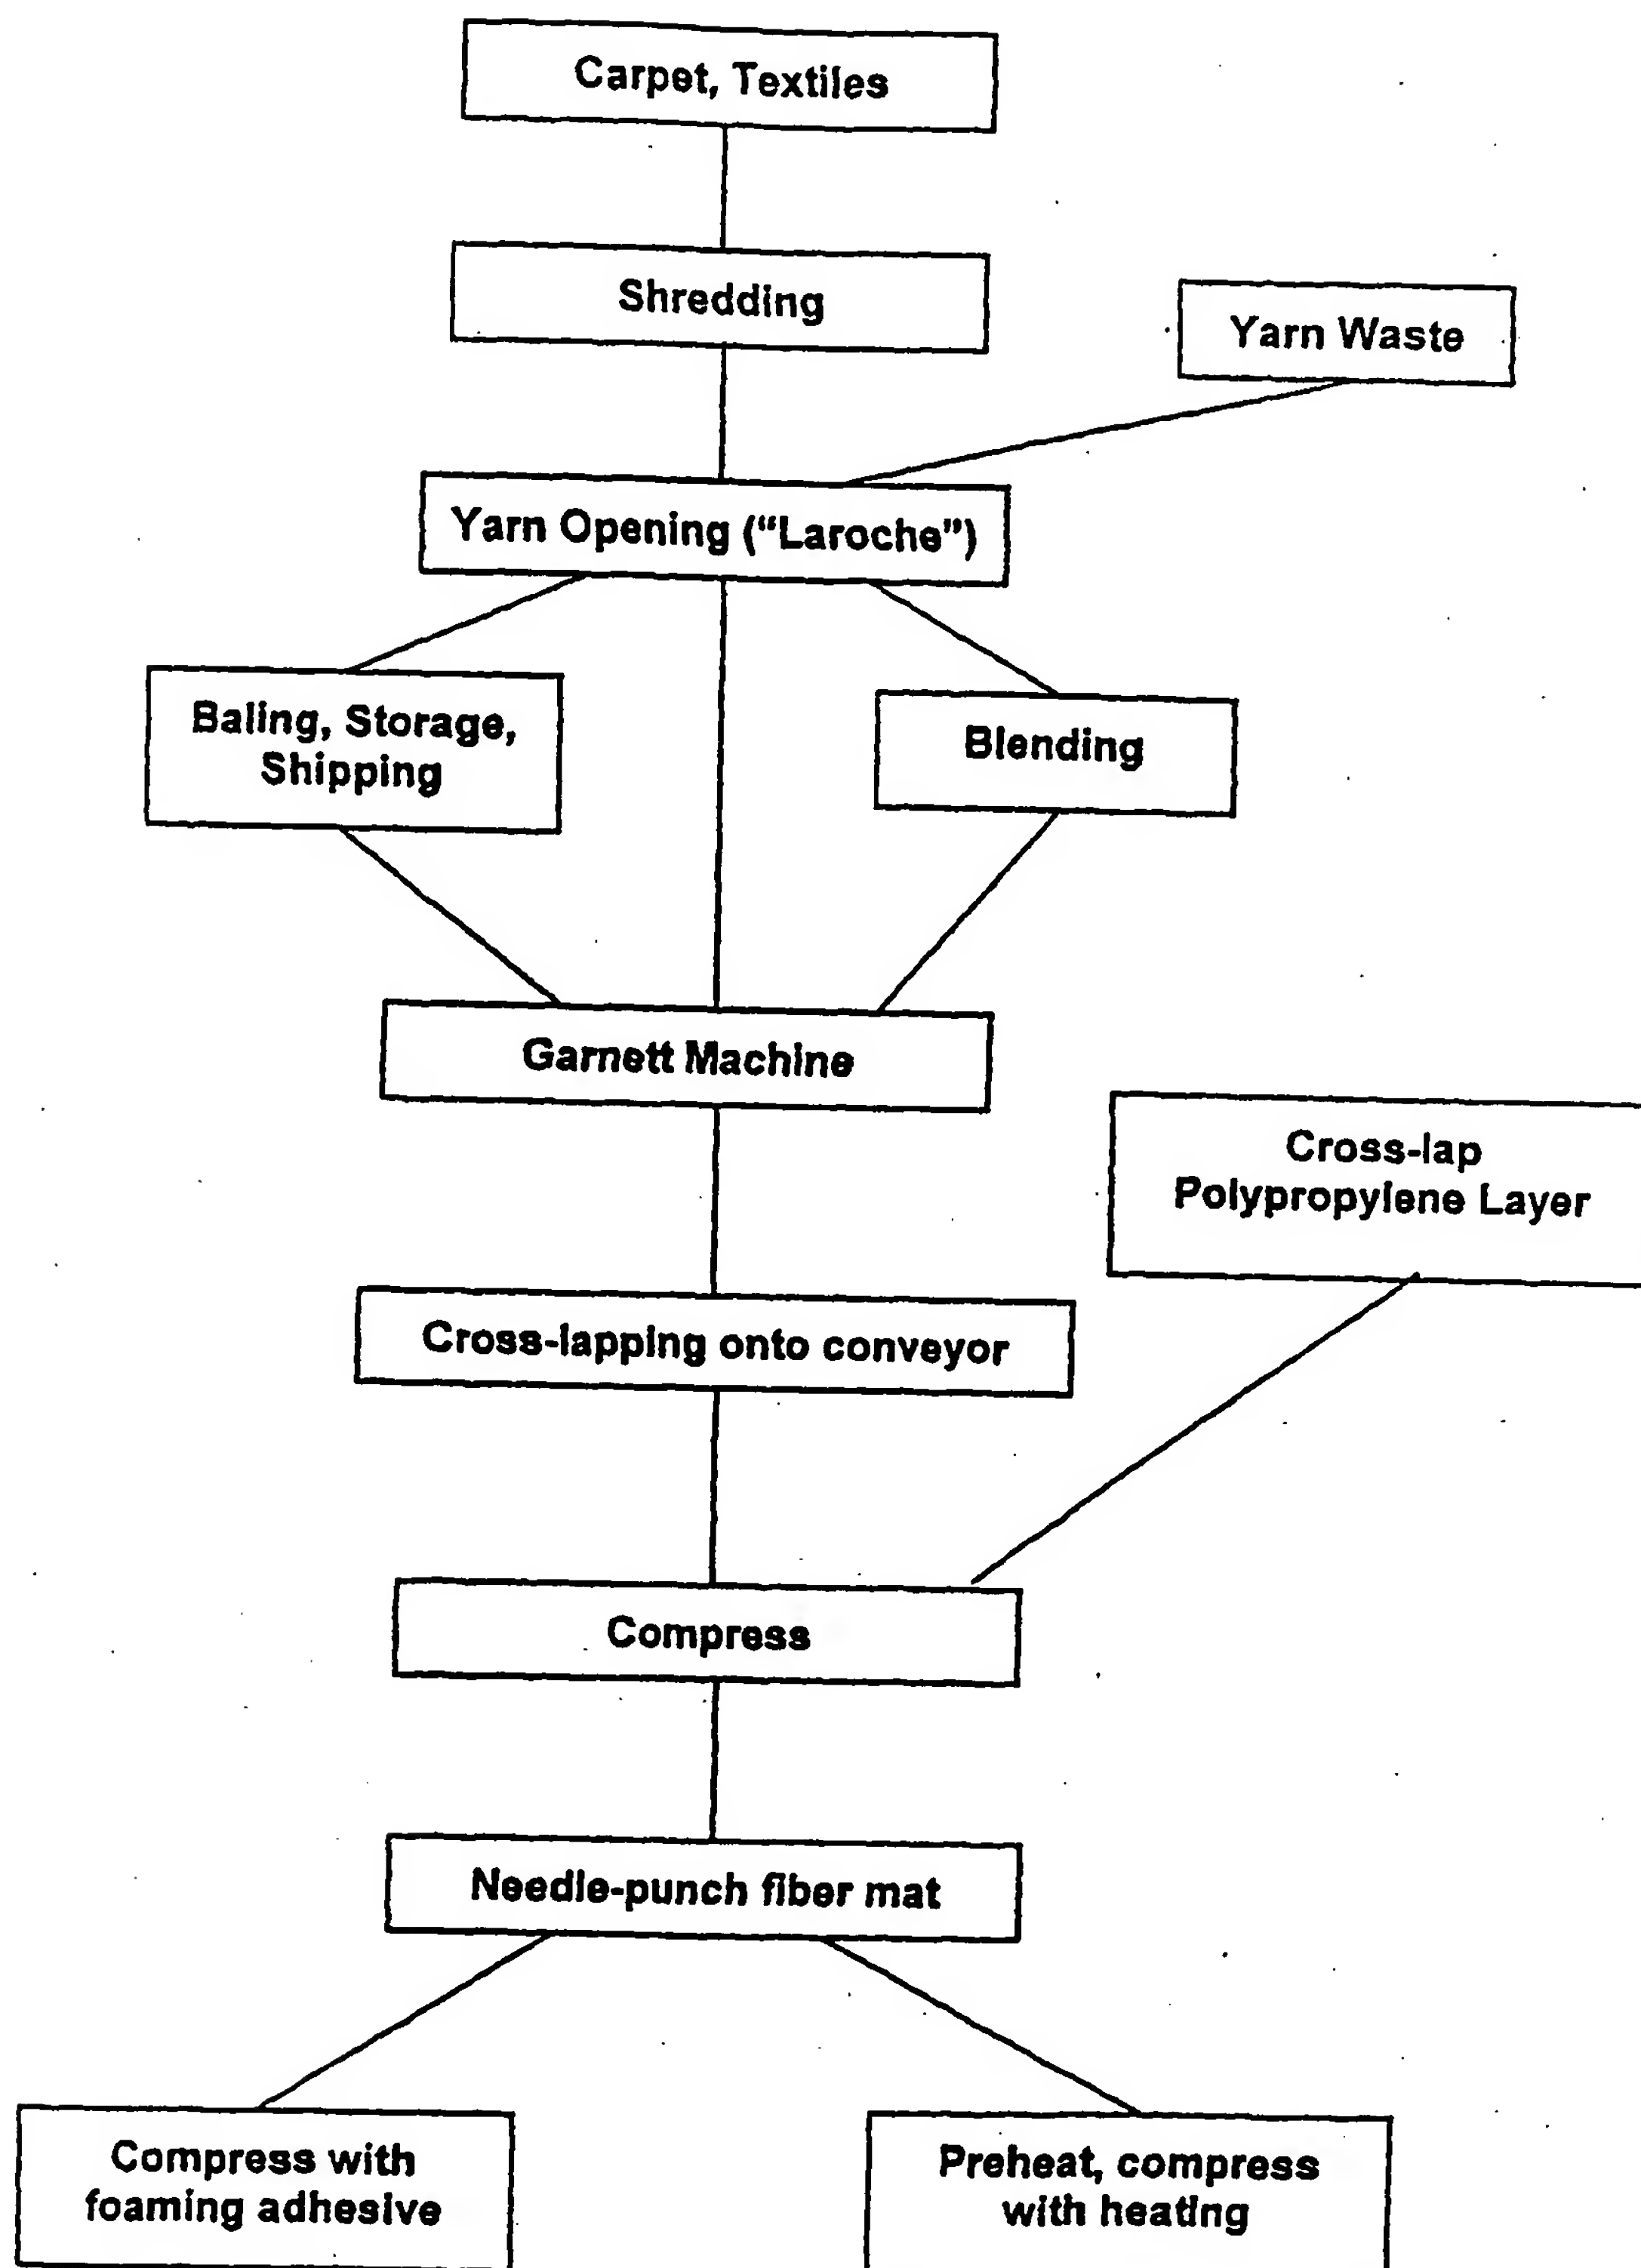 Carpet, Textiles
Shredding
Yarn Waste
Yarn Opening (“Laroche”)
Baling, Storage,
Shipping
Blending
Garnett Machine
Cross-lap
Polypropylene Layer
Cross-lapping onto conveyor
Compress
Needle-punch fiber mat
Compress with
foaming adhesive
Preheat, compress
with heating